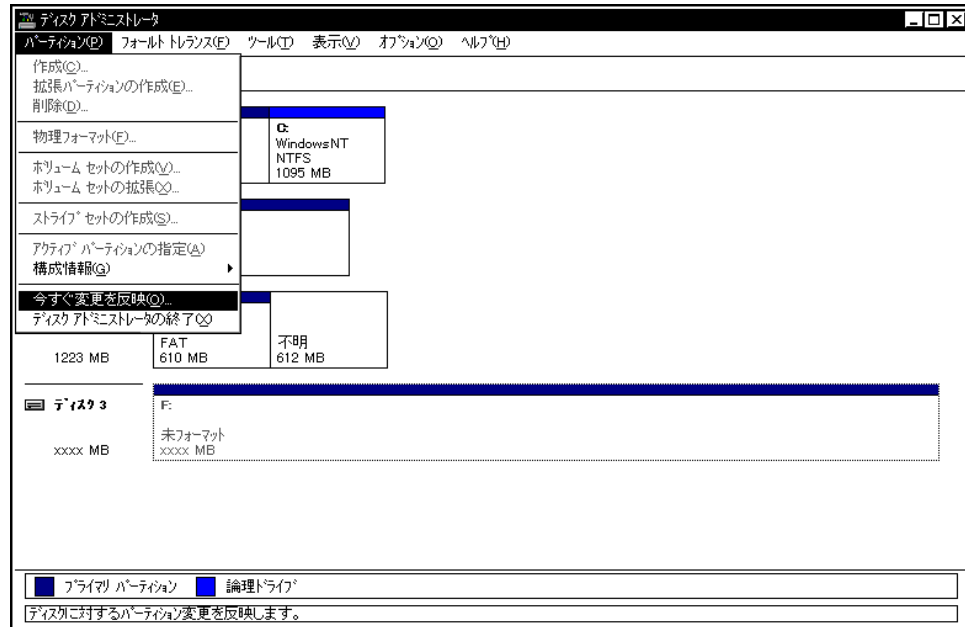 ディスク アドミニストレータ
パーティション(P) フォールト トレランス(F) ツール(T) 表示(V) オプション(O) ヘルプ(H)
作成(C)...
拡張パーティションの作成(E)...
削除(D)...
物理フォーマット(F)...
ボリューム セットの作成(V)...
ボリューム セットの拡張(X)...
ストライプ セットの作成(S)...
アクティブ パーティションの指定(A)
構成情報(G)
今すぐ変更を反映(O)...
ディスク アドミニストレータの終了(X)
C:
WindowsNT
NTFS
1095 MB
1223 MB
FAT
610 MB
不明
612 MB
ディスク 3
xxxx MB
F:
未フォーマット
xxxx MB
プライマリ パーティション 論理ドライブ
ディスクに対するパーティション変更を反映します。